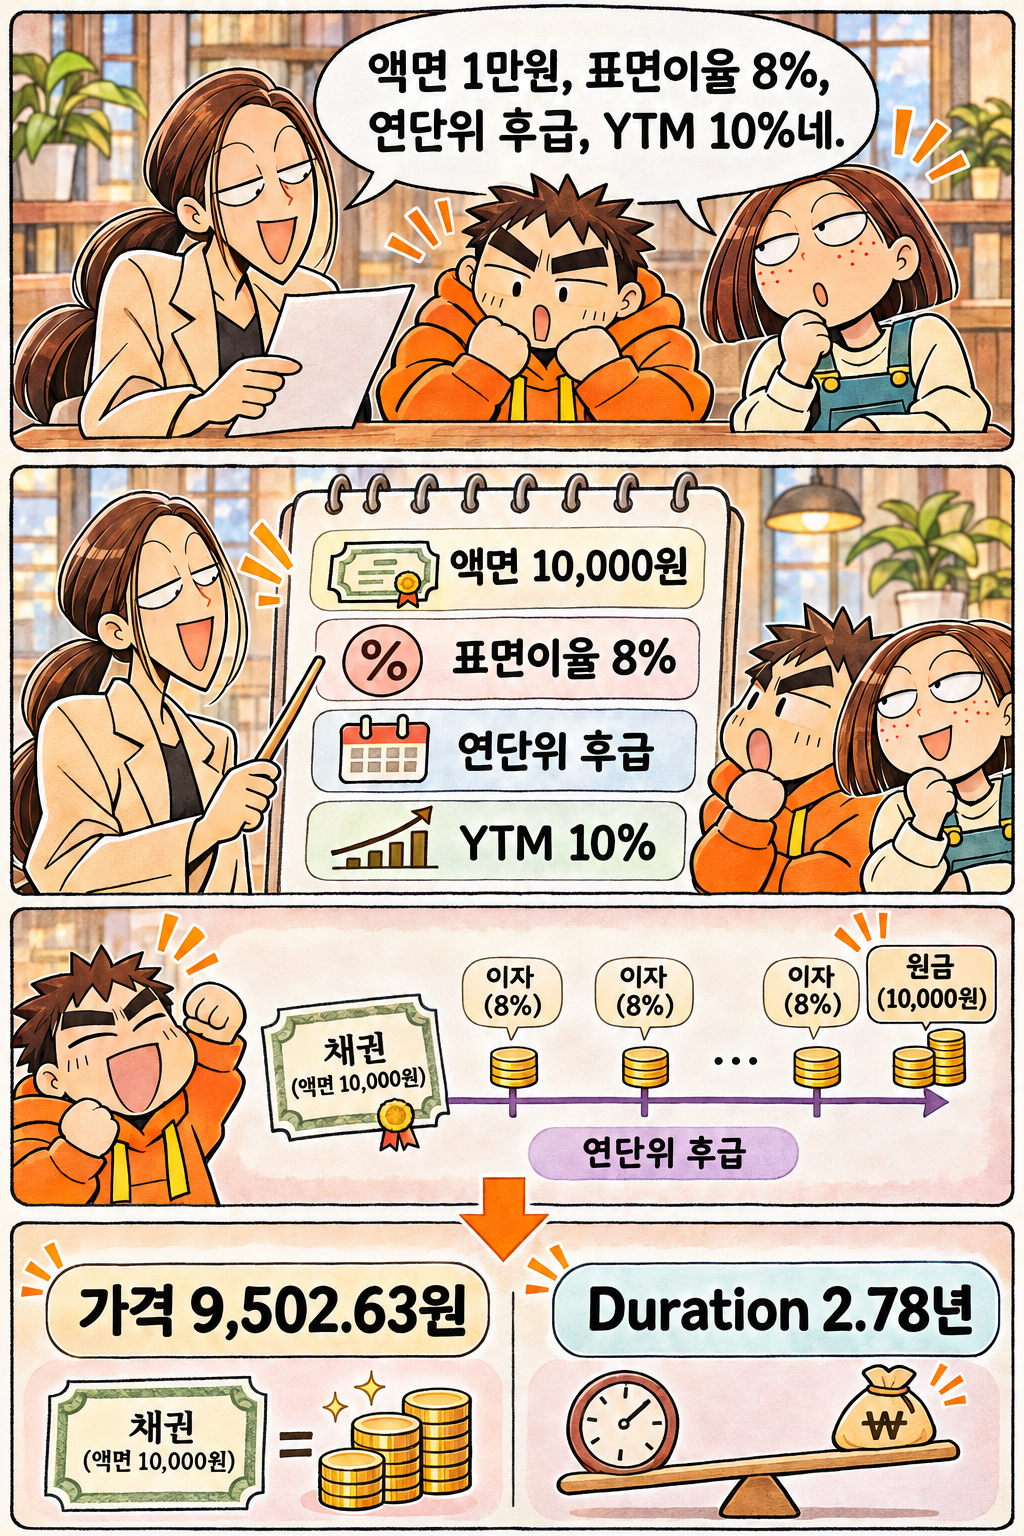 액면 1만원, 표면이율 8%,
연단위 후급, YTM 10%네.
액면 10,000원
%
표면이율 8%
연단위 후급
YTM 10%
채권
(액면 10,000원)
이자
(8%)
이자
(8%)
...
이자
(8%)
원금
(10,000원)
연단위 후급
가격 9,502.63원
채권
(액면 10,000원)
=
Duration 2.78년
₩